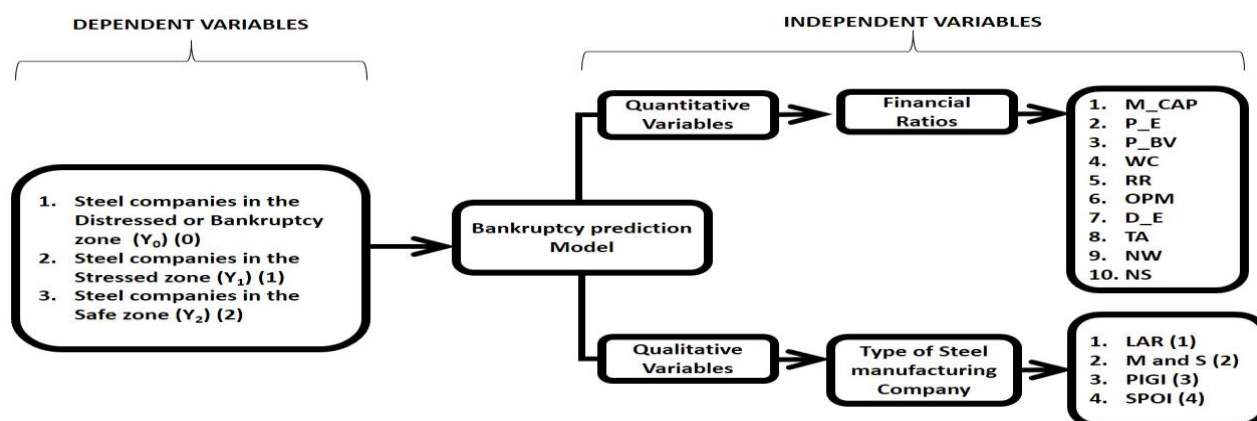 DEPENDENT VARIABLES
INDEPENDENT VARIABLES
1. Steel companies in the
Distressed or Bankruptcy
zone (Y₀) (0)
2. Steel companies in the
Stressed zone (Y₁) (1)
3. Steel companies in the
Safe zone (Y₂) (2)
Bankruptcy prediction
Model
Quantitative
Variables
Financial
Ratios
1. M_CAP
2. P_E
3. P_BV
4. WC
5. RR
6. OPM
7. D_E
8. TA
9. NW
10. NS
Qualitative
Variables
Type of Steel
manufacturing
Company
1. LAR (1)
2. M and S (2)
3. PIGI (3)
4. SPOI (4)